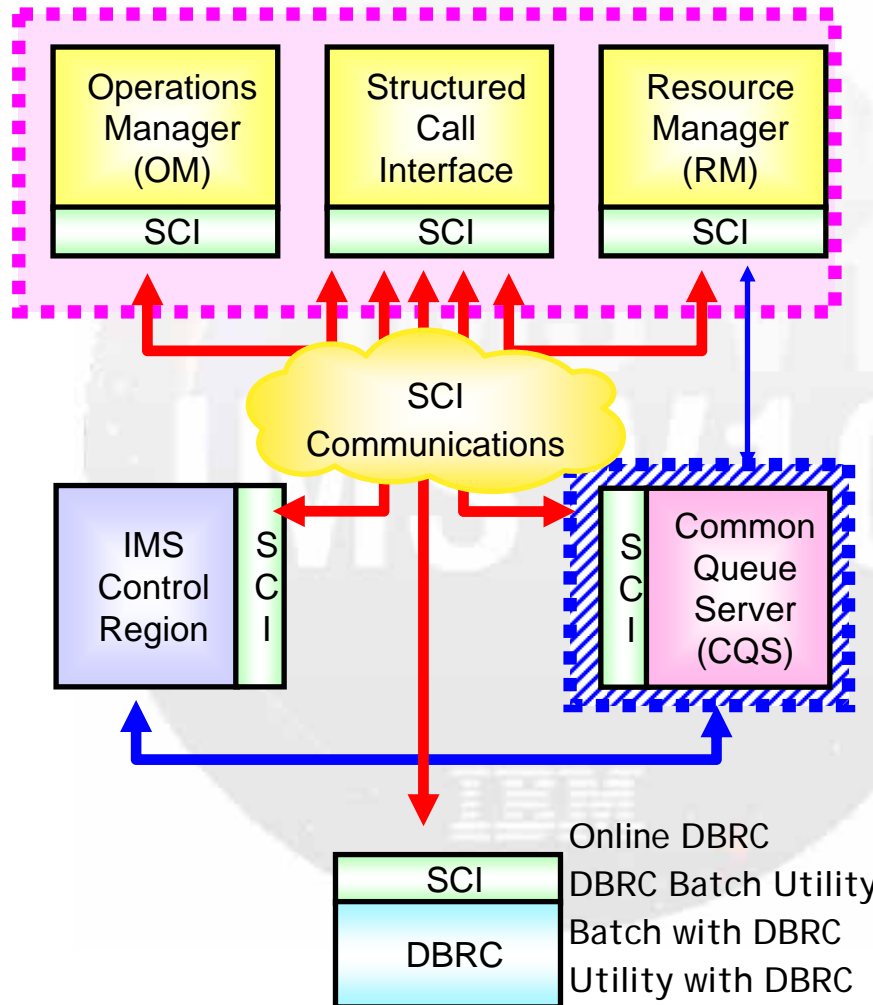 Operations
Manager
(OM)
SCI
Structured
Call
Interface
SCI
Resource
Manager
(RM)
SCI
SCI
Communications
IMS
Control
Region
S
C
I
S
C
I
Common
Queue
Server
(CQS)
IBM
SCI
DBRC
Online DBRC
DBRC Batch Utility
Batch with DBRC
Utility with DBRC